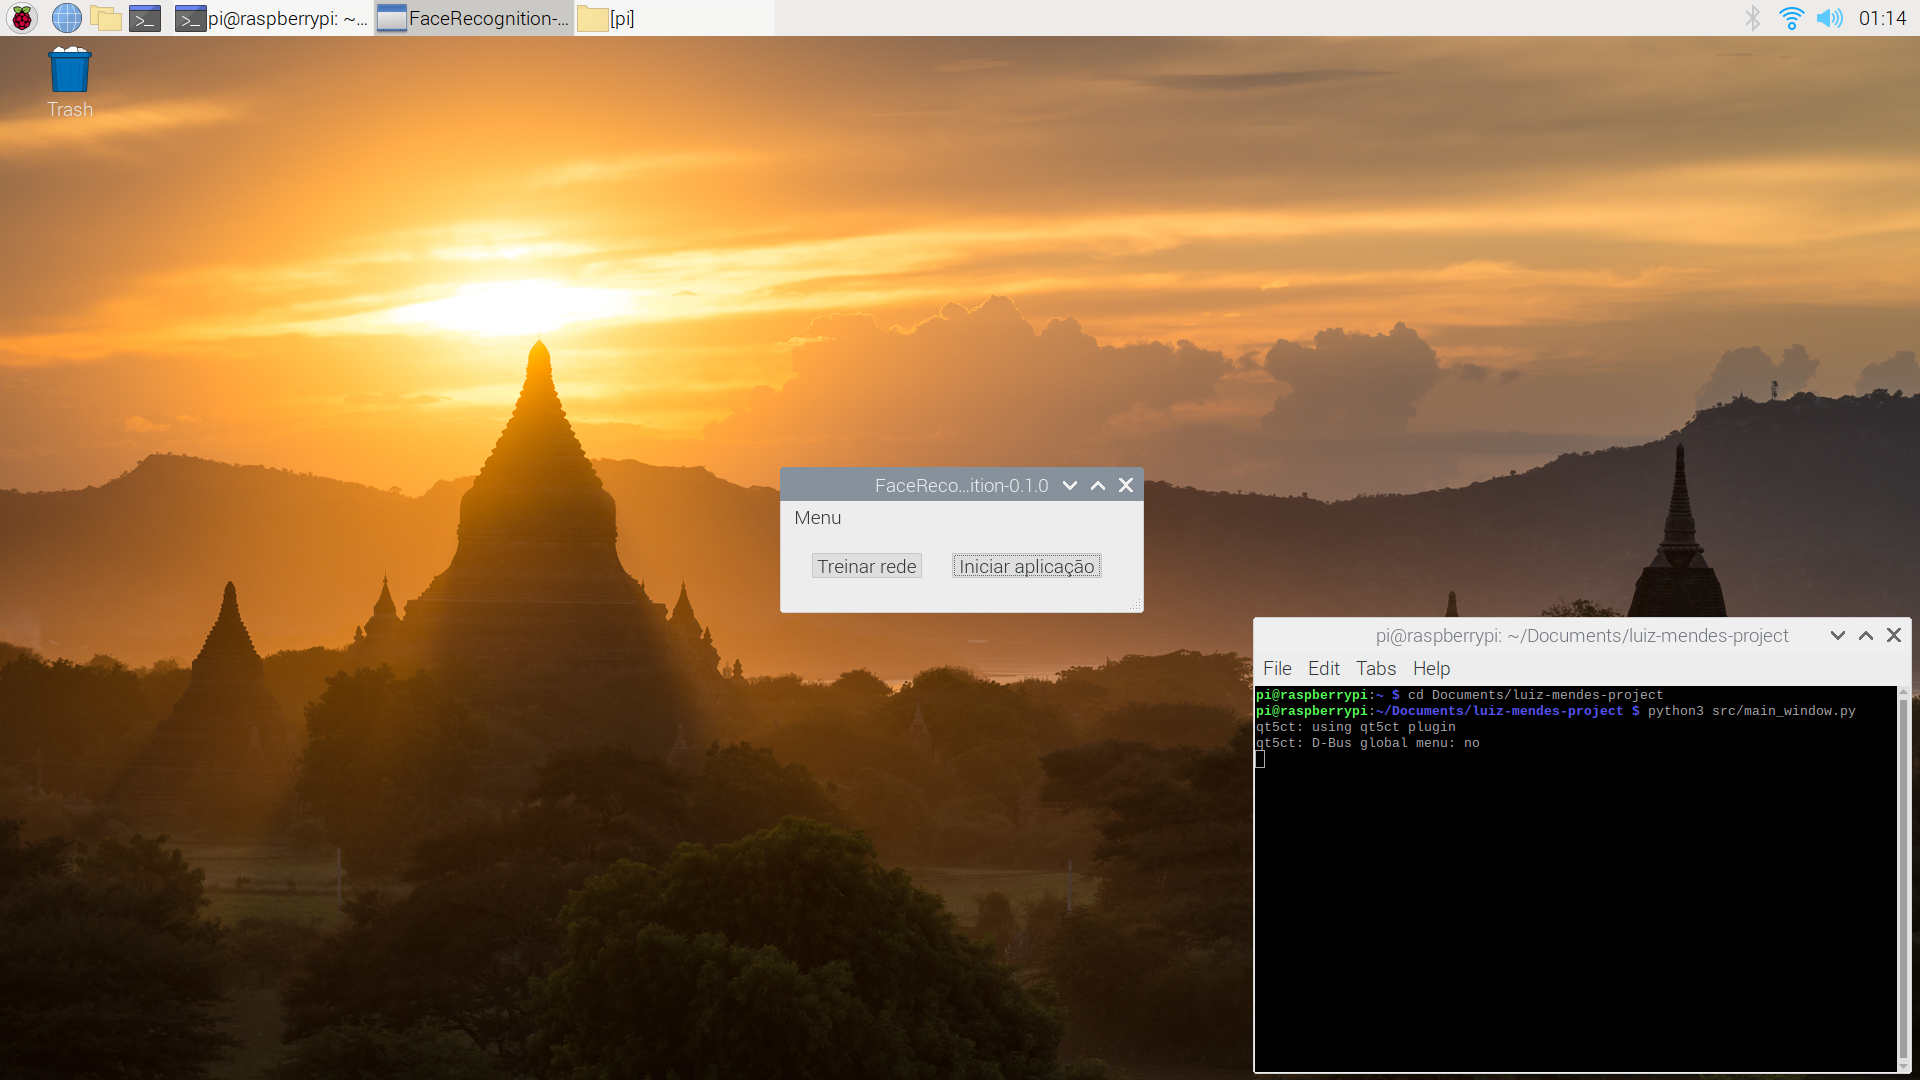 pi@raspberrypi: ~...
FaceRecognition-...
[pi]
01:14
Trash
FaceReco...ition-0.1.0
Menu
Treinar rede
Iniciar aplicação
pi@raspberrypi: ~/Documents/luiz-mendes-project
File Edit Tabs Help
pi@raspberrypi:~ $ cd Documents/luiz-mendes-project
pi@raspberrypi:~/Documents/luiz-mendes-project $ python3 src/main_window.py
qt5ct: using qt5ct plugin
qt5ct: D-Bus global menu: no